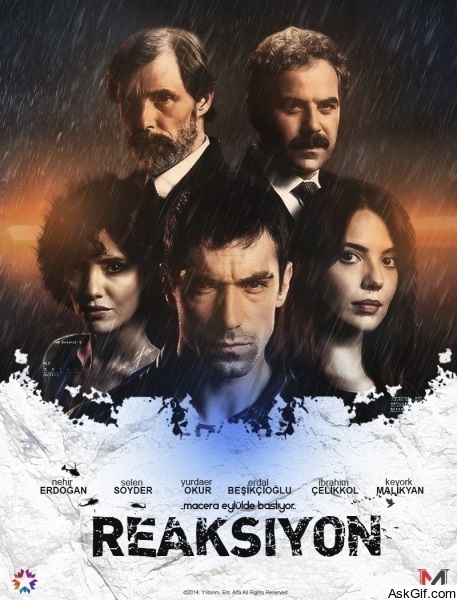 nehir selen yurdaer erdal ibrahim kevork
ERDOĞAN SOYDER OKUR BEŞİKÇİOĞLU ÇELİKKOL MALİKYAN
..macera eylülde başlıyor..
REAKSIYON
©2014. Yıldırım. Ent. Alfa All Rights Reserved.
M
AskGif.com